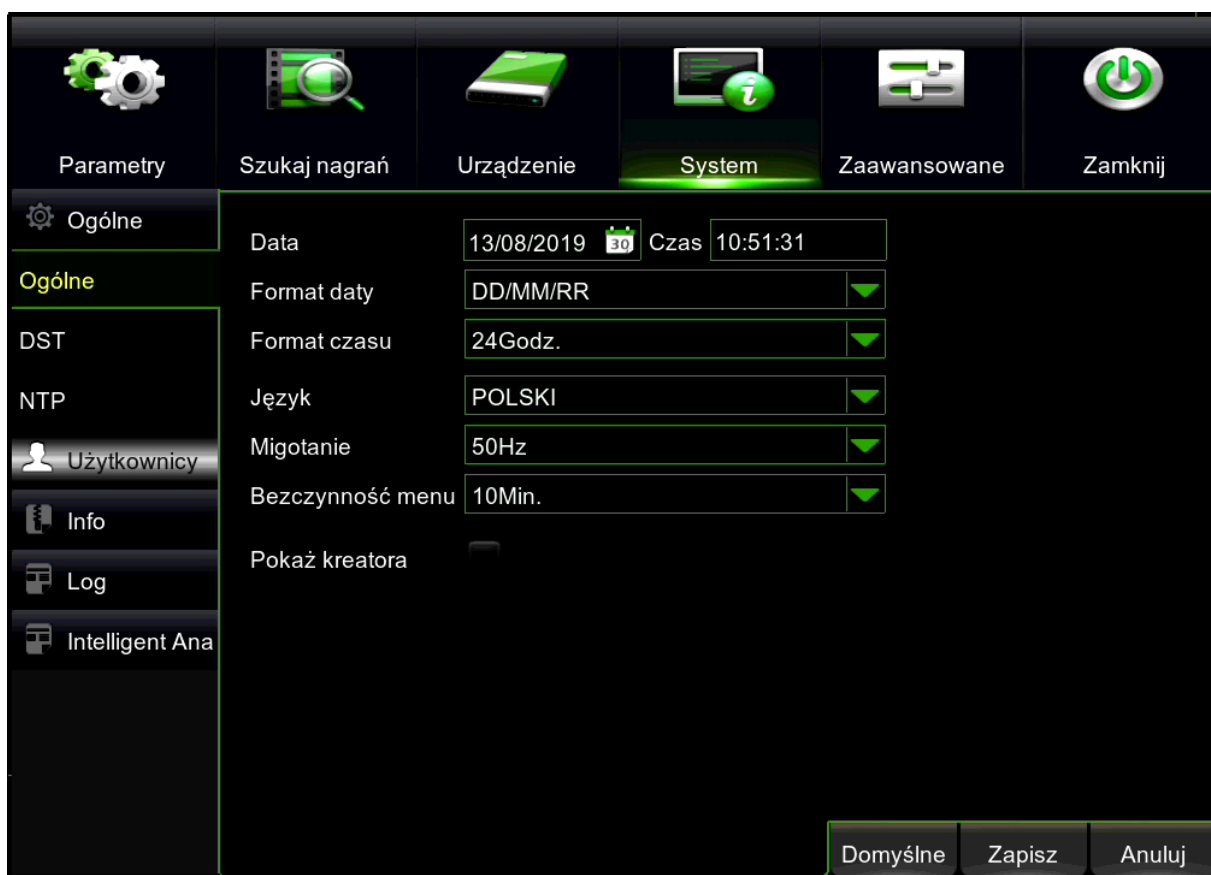 Parametry
Szukaj nagrań
Urządzenie
System
Zaawansowane
Zamknij
Ogólne
Ogólne
DST
NTP
Użytkownicy
Info
Log
Intelligent Ana
Data 13/08/2019 30 Czas 10:51:31
Format daty DD/MM/RR
Format czasu 24Godz.
Język POLSKI
Migotanie 50Hz
Bezczynność menu 10Min.
Pokaż kreatora
Domyślne Zapisz Anuluj